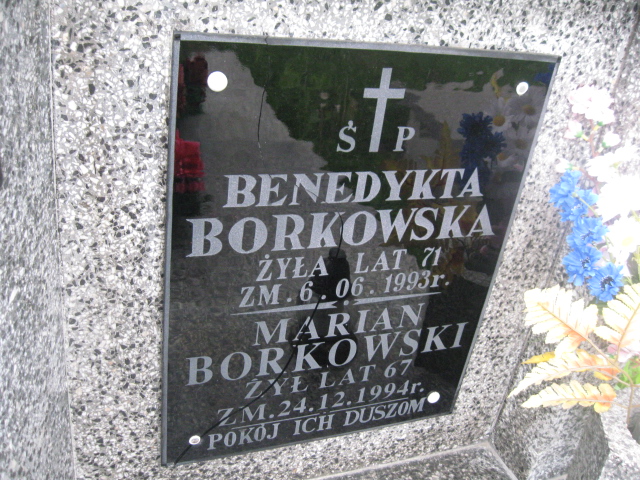 Ś P
BENEDYKTA
BORKOWSKA
ŻYŁA LAT 71
ZM. 6. 06. 1993r.
MARIAN
BORKOWSKI
ŻYŁ LAT 67
ZM. 24. 12. 1994r.
POKÓJ ICH DUSZOM